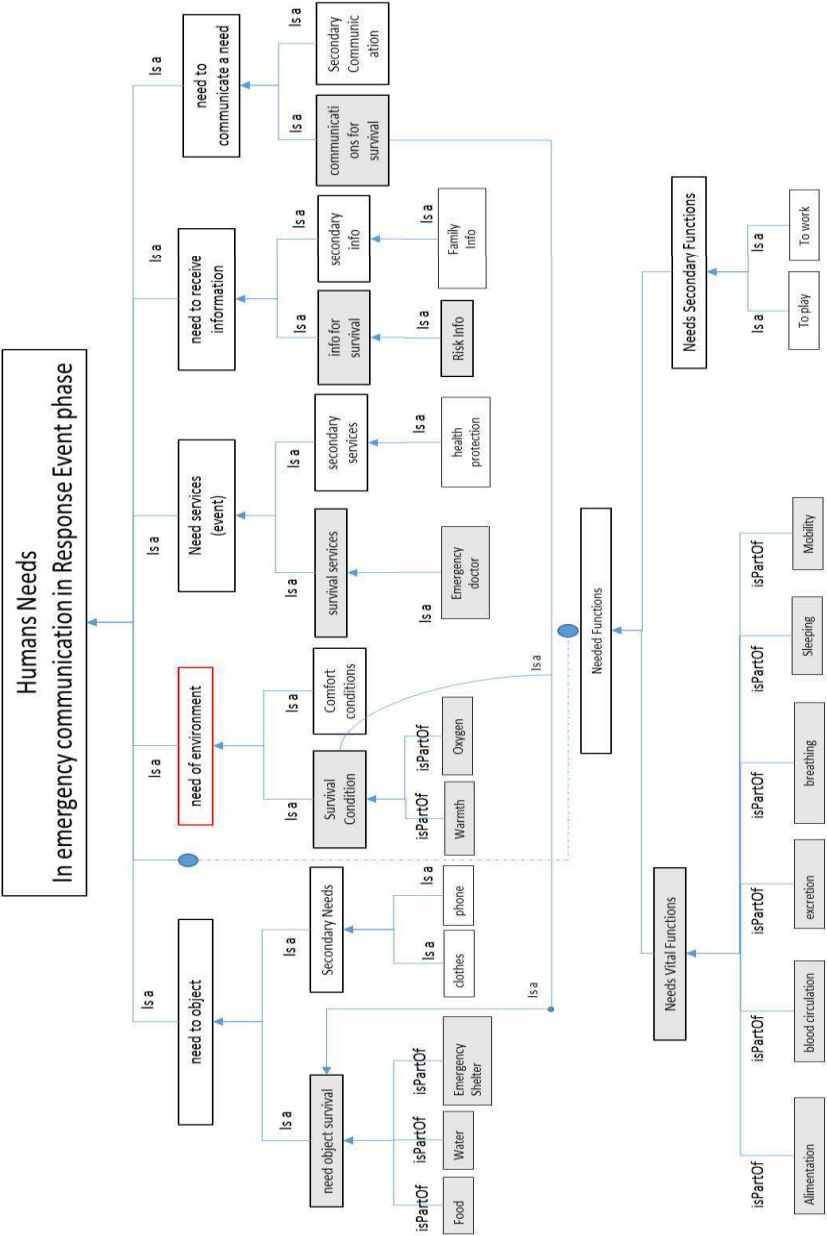 Humans Needs
In emergency communication in Response Event phase
Is a
Is a
Is a
Is a
Is a
need to object
need of environment
Need services
(event)
need to receive
information
need to
communicate a need
Is a
Is a
Is a
Is a
Is a
Is a
Is a
Is a
Is a
Is a
need object survival
Secondary Needs
Survival
Condition
Comfort
conditions
survival services
secondary
services
info for
survival
secondary
info
communicati
ons for
survival
Secondary
Communic
ation
isPartOf
isPartOf
isPartOf
Is a
Is a
isPartOf
isPartOf
Is a
Is a
Is a
Is a
Food
Water
Emergency
Shelter
clothes
phone
Warmth
Oxygen
Emergency
doctor
health
protection
Risk Info
Family
Info
Is a
Is a
Needed Functions
Needs Vital Functions
Needs Secondary Functions
isPartOf
isPartOf
isPartOf
isPartOf
isPartOf
isPartOf
Is a
Is a
Alimentation
blood circulation
excretion
breathing
Sleeping
Mobility
To play
To work